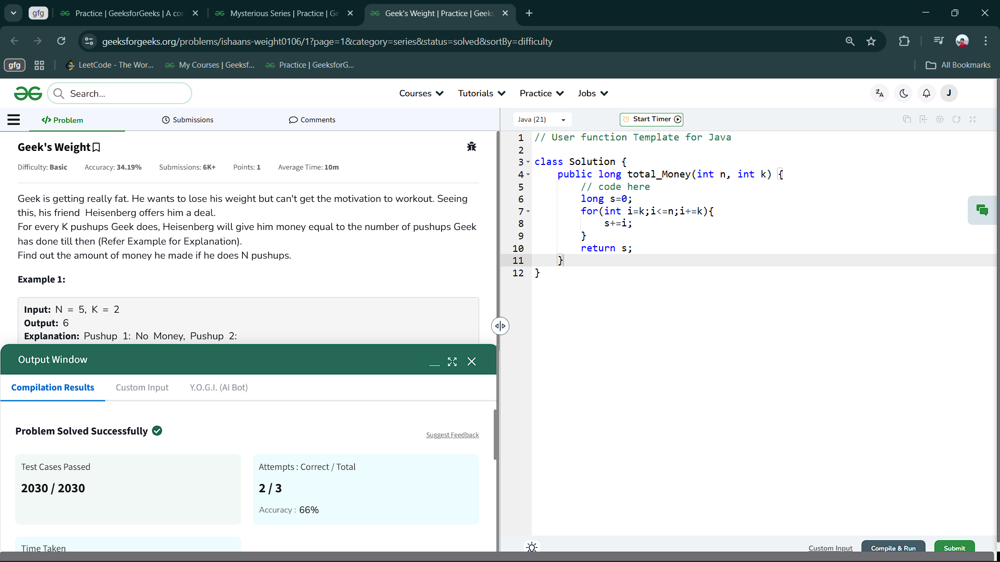 gfg
Practice | GeeksforGeeks | A cor
Mysterious Series | Practice | Ge
Geek's Weight | Practice | Geeks
geeksforgeeks.org/problems/ishaans-weight0106/1?page=1&category=series&status=solved&sortBy=difficulty
gfg
LeetCode - The Wor...
My Courses | Geeksf...
Practice | GeeksforG...
All Bookmarks
Search...
Courses
Tutorials
Practice
Jobs
J
</> Problem
Submissions
Comments
Geek's Weight
Difficulty: Basic
Accuracy: 34.19%
Submissions: 6K+
Points: 1
Average Time: 10m
Geek is getting really fat. He wants to lose his weight but can't get the motivation to workout. Seeing
this, his friend Heisenberg offers him a deal.
For every K pushups Geek does, Heisenberg will give him money equal to the number of pushups Geek
has done till then (Refer Example for Explanation).
Find out the amount of money he made if he does N pushups.
Example 1:
Input: N = 5, K = 2
Output: 6
Explanation: Pushup 1: No Money, Pushup 2:
Output Window
Compilation Results
Custom Input
Y.O.G.I. (AI Bot)
Problem Solved Successfully
Suggest Feedback
Test Cases Passed
2030 / 2030
Attempts : Correct / Total
2 / 3
Accuracy : 66%
Time Taken
Java (21)
Start Timer
1 // User function Template for Java
2
3 class Solution {
4 public long total_Money(int n, int k) {
5 // code here
6 long s=0;
7 for(int i=k;i<=n;i+=k){
8 s+=i;
9 }
10 return s;
11 }
12 }
Custom Input
Compile & Run
Submit